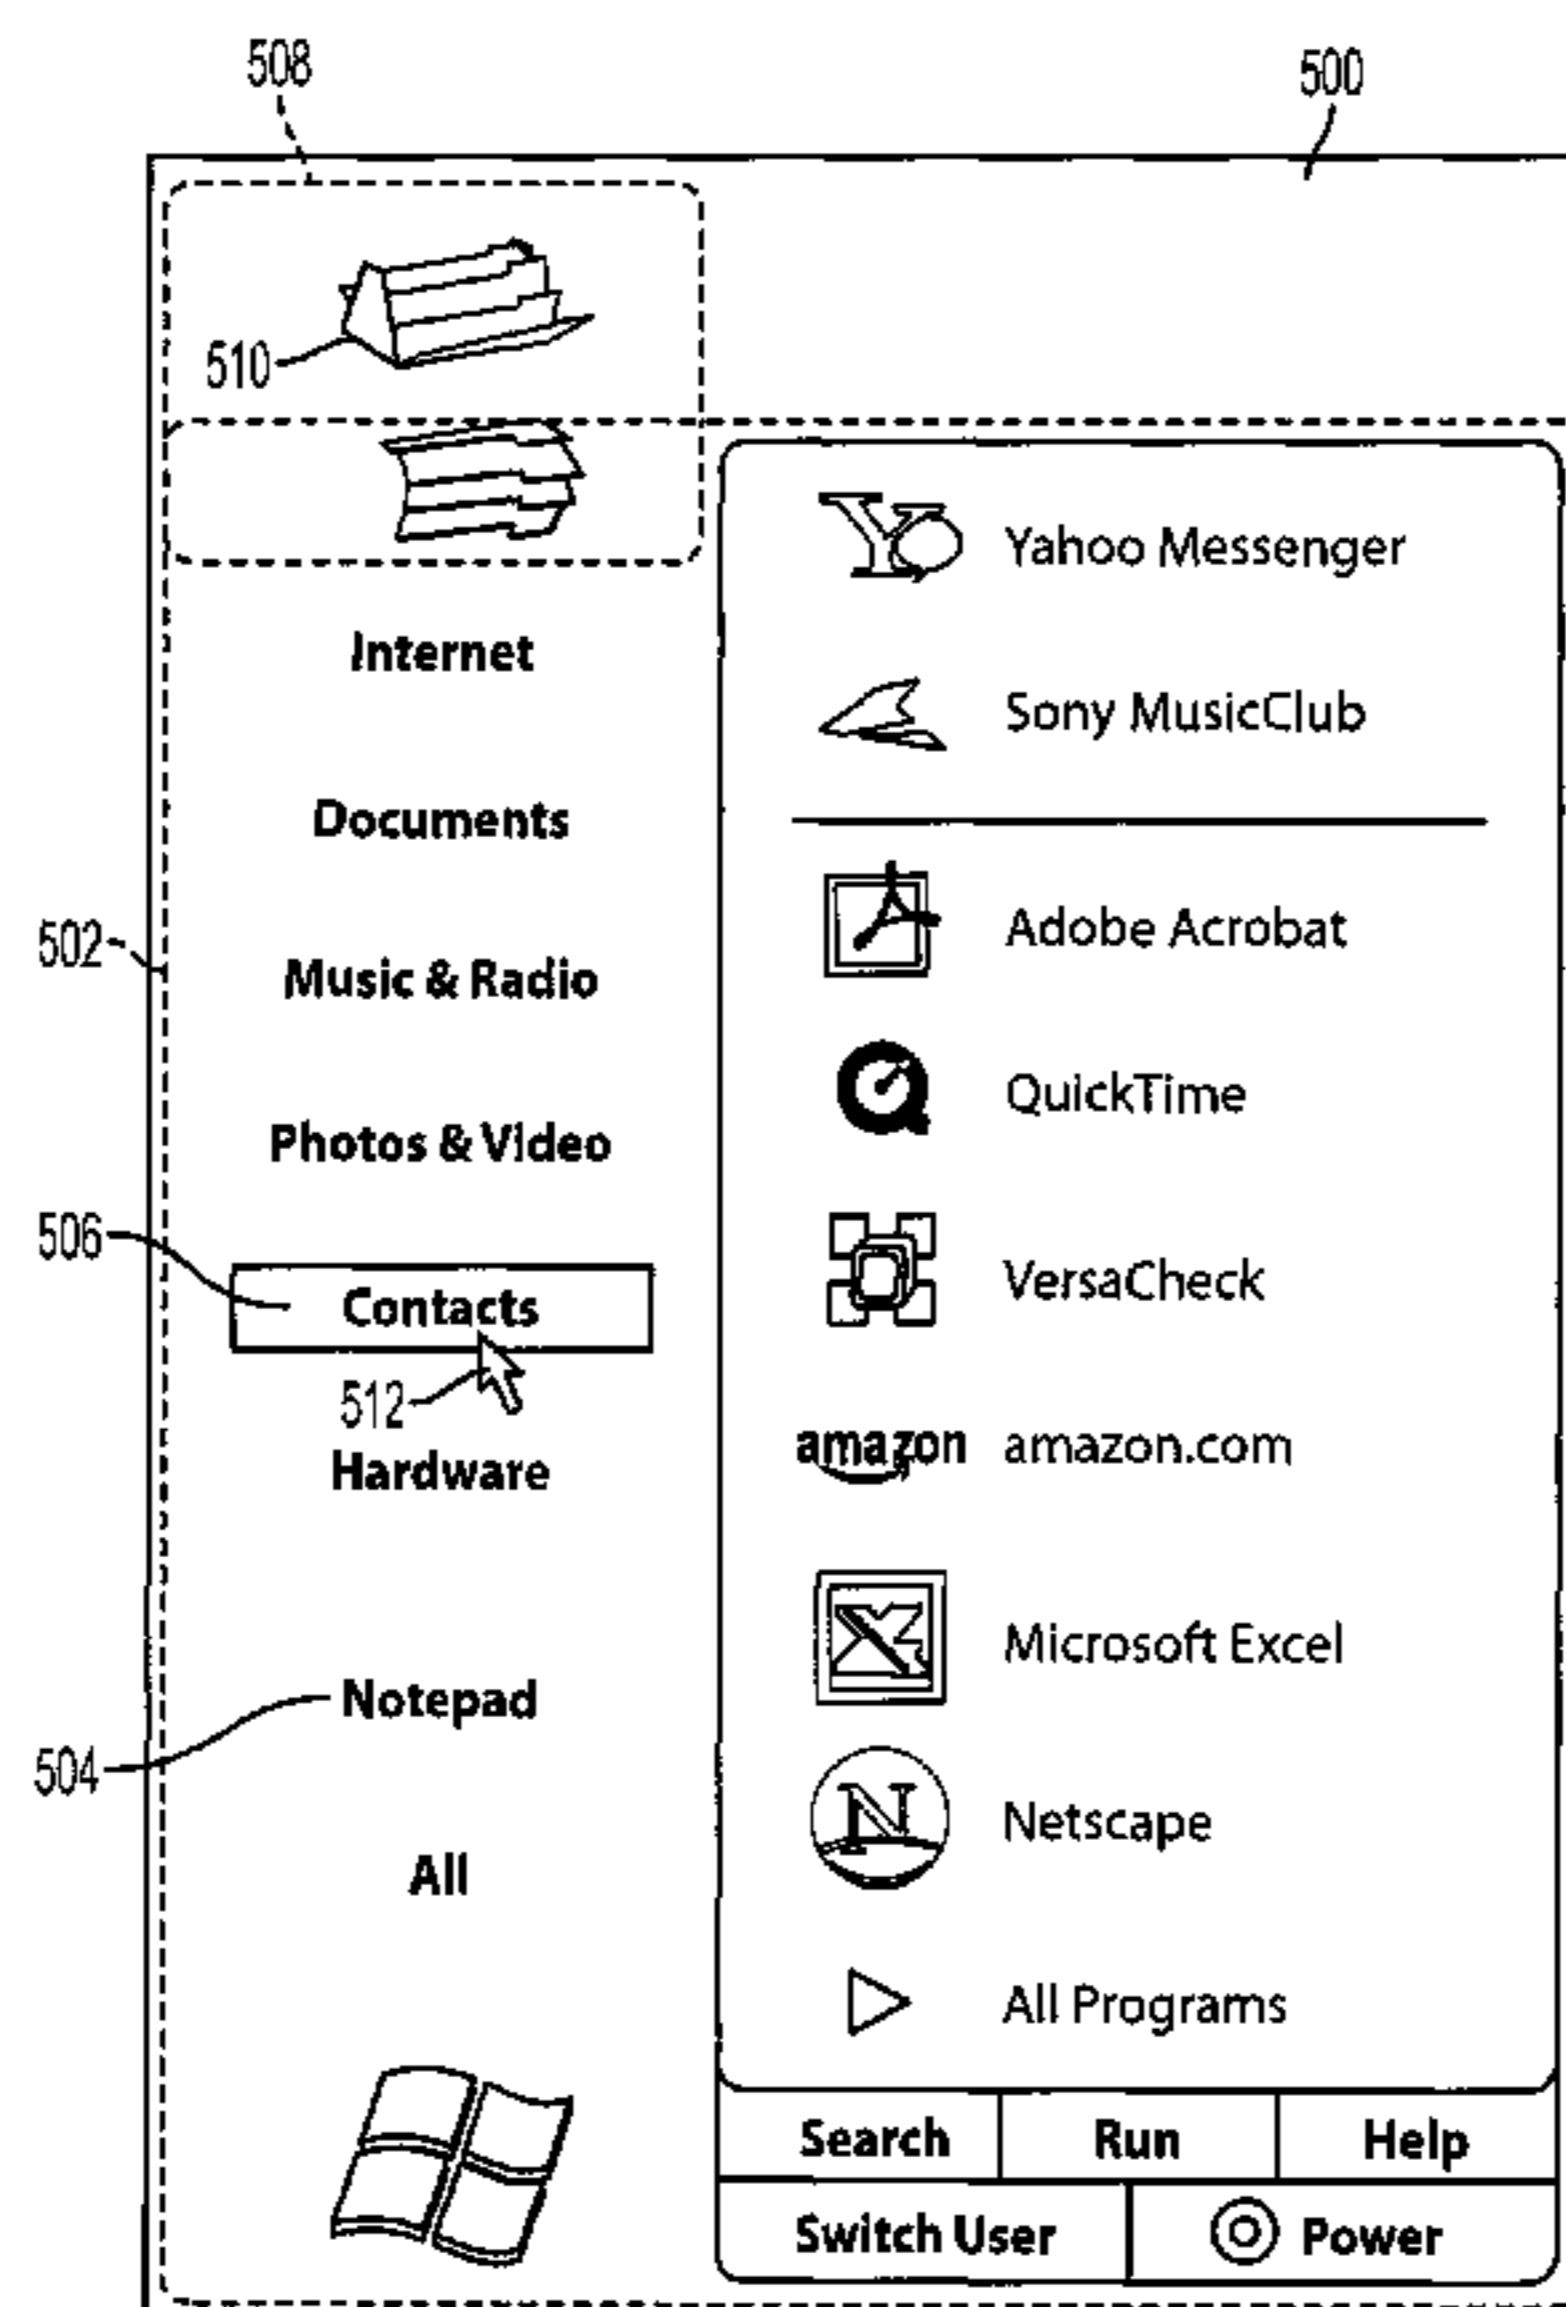 508
500
510
Yahoo Messenger
Internet
Sony MusicClub
Documents
Adobe Acrobat
502
Music & Radio
QuickTime
Photos & Video
506
VersaCheck
Contacts
512
amazon amazon.com
Hardware
Microsoft Excel
Notepad
504
N Netscape
All
All Programs
Search Run Help
Switch User Power